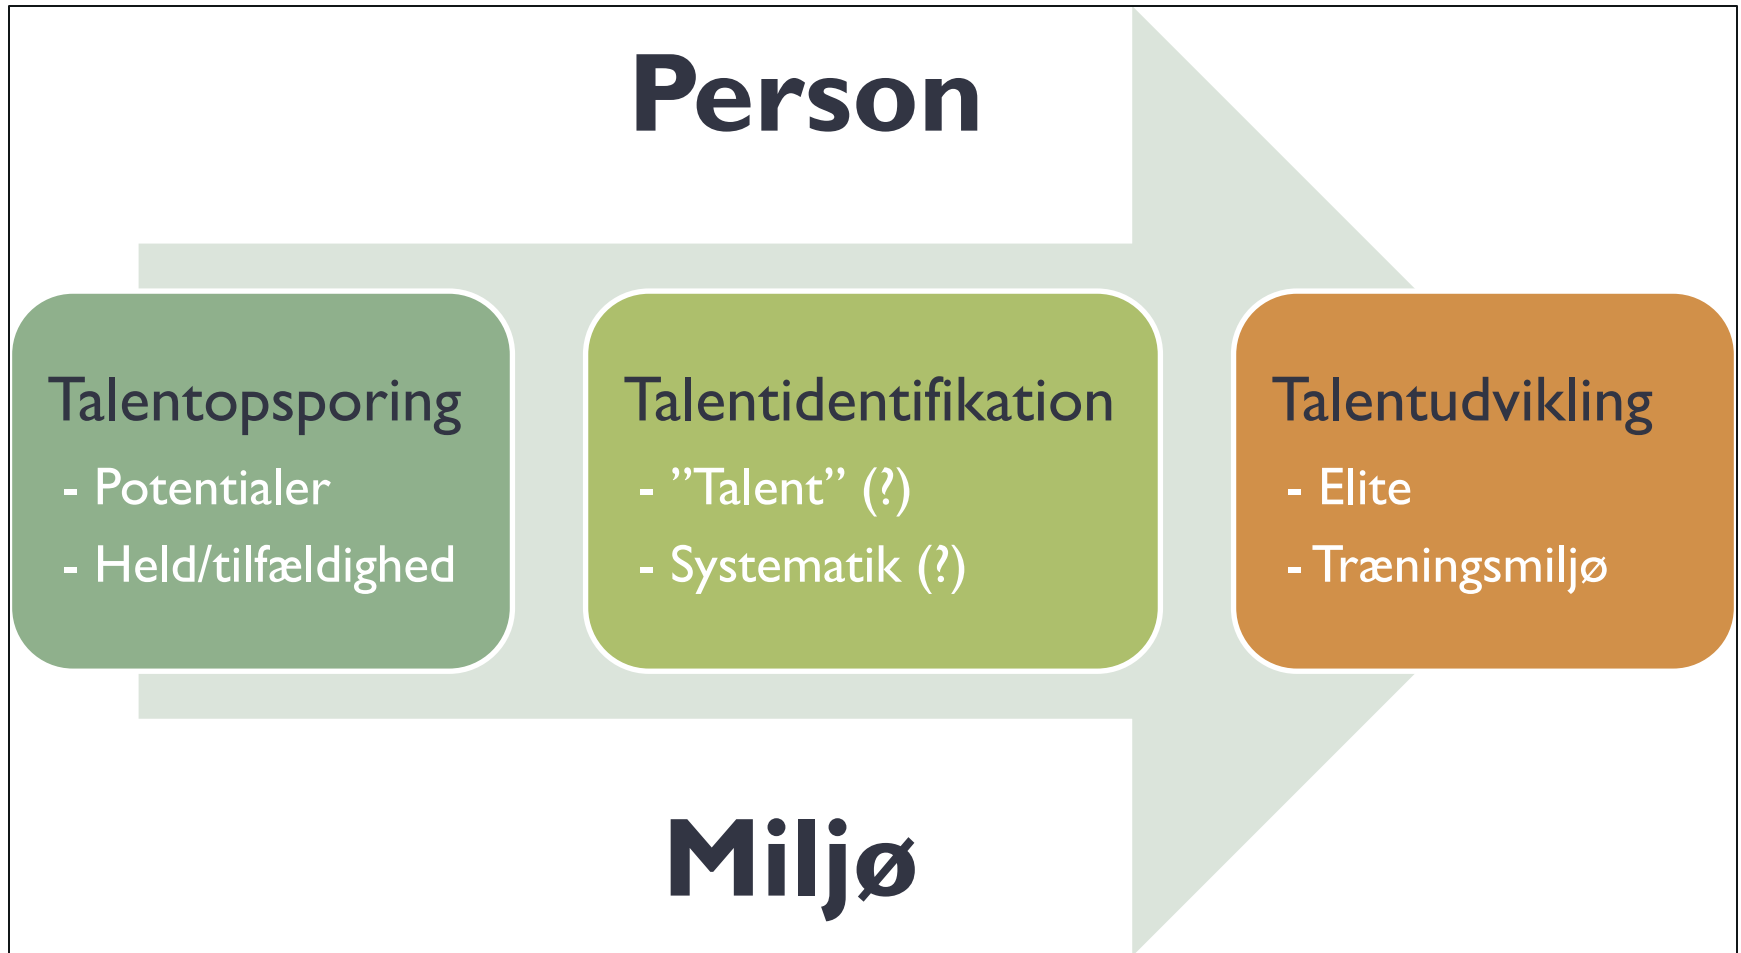 Person
Talentopsporing
- Potentialer
- Held/tilfældighed
Talentidentifikation
- ”Talent” (?)
- Systematik (?)
Talentudvikling
- Elite
- Træningsmiljø
Miljø